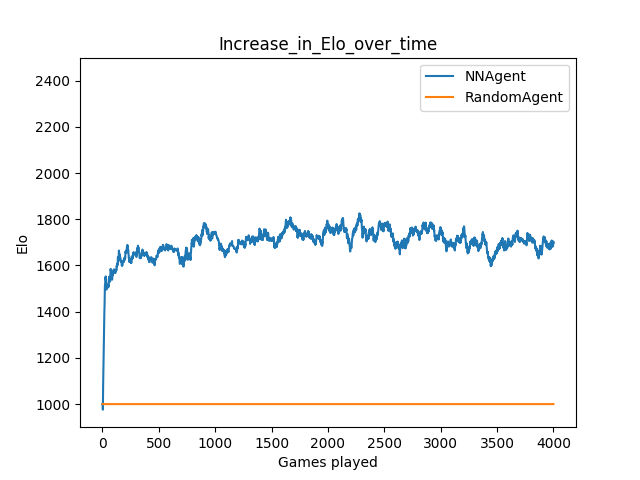 Increase_in_Elo_over_time
NNAgent
RandomAgent
2400
2200
2000
1800
1600
1400
1200
1000
Elo
0 500 1000 1500 2000 2500 3000 3500 4000
Games played